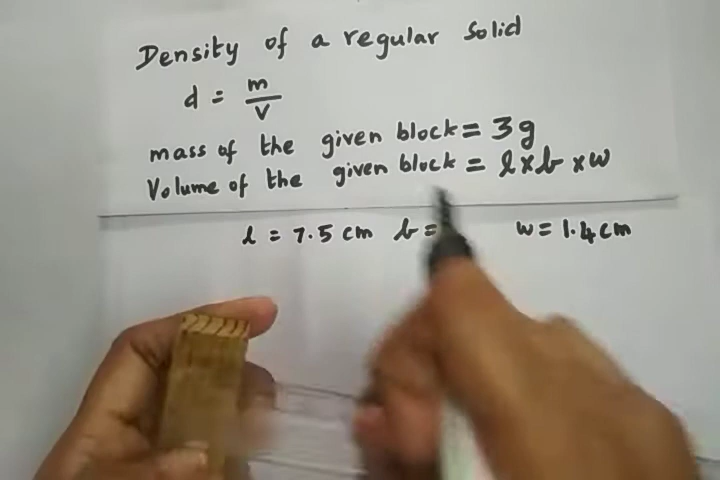 Density of a regular Solid
d = m/V
mass of the given block = 3g
Volume of the given block = l x b x w
l = 7.5 cm b = w = 1.4 cm